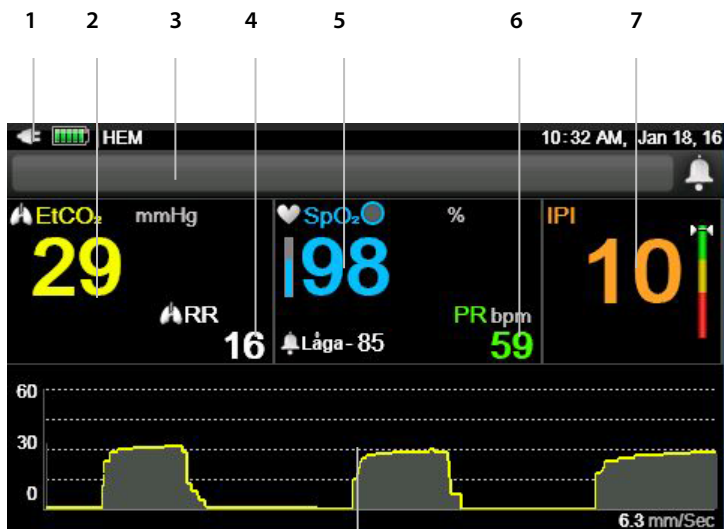 1 2 3 4 5 6 7
HEM 10:32 AM, Jan 18, 16
EtCO₂ mmHg SpO₂ % IPI
29 98 10
RR PR bpm
16 Låga - 85 59
60
30
0
6.3 mm/Sec